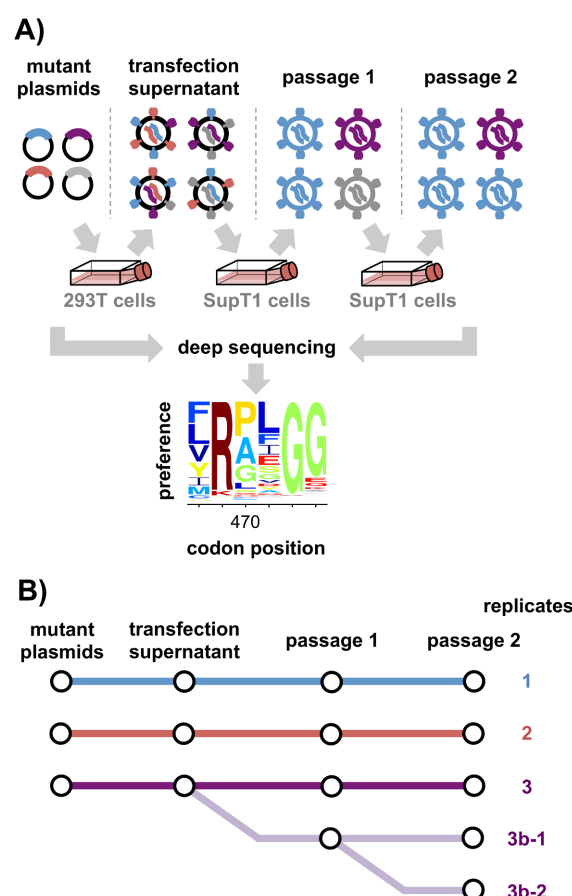 A)
mutant plasmids
transfection supernatant
passage 1
passage 2
293T cells
SupT1 cells
SupT1 cells
deep sequencing
preference
F R P L G G
L A F G
V G I
Y L E
I S
M
470
codon position
B)
replicates
mutant plasmids
transfection supernatant
passage 1
passage 2
1
2
3
3b-1
3b-2